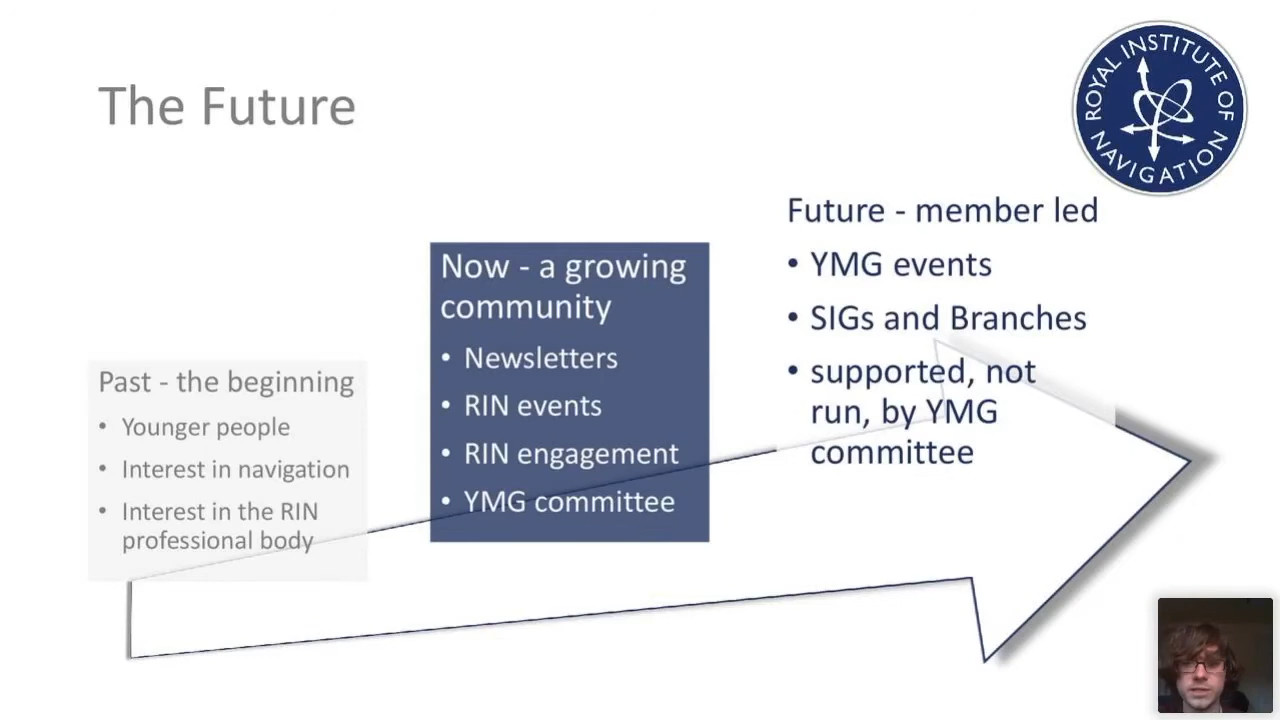 The Future
ROYAL INSTITUTE OF
NAVIGATION
Past - the beginning
• Younger people
• Interest in navigation
• Interest in the RIN
professional body
Now - a growing
community
• Newsletters
• RIN events
• RIN engagement
• YMG committee
Future - member led
• YMG events
• SIGs and Branches
• supported, not
run, by YMG
committee